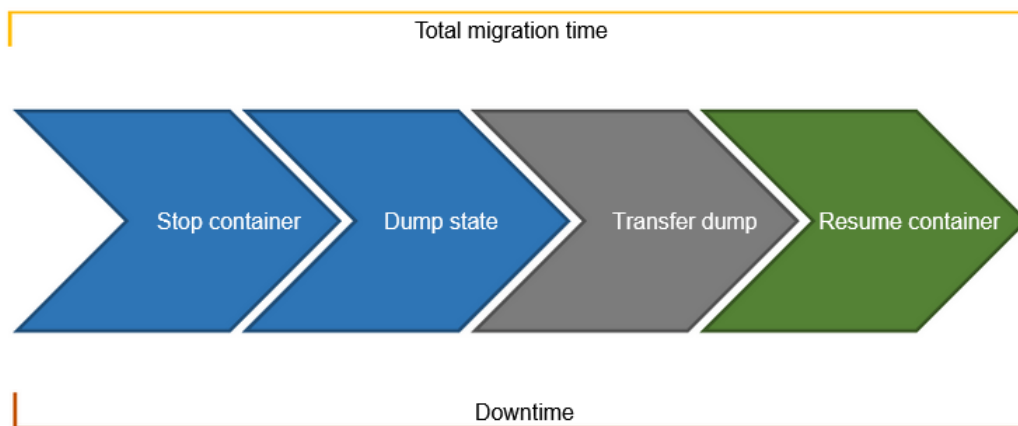 Total migration time
Stop container
Dump state
Transfer dump
Resume container
Downtime